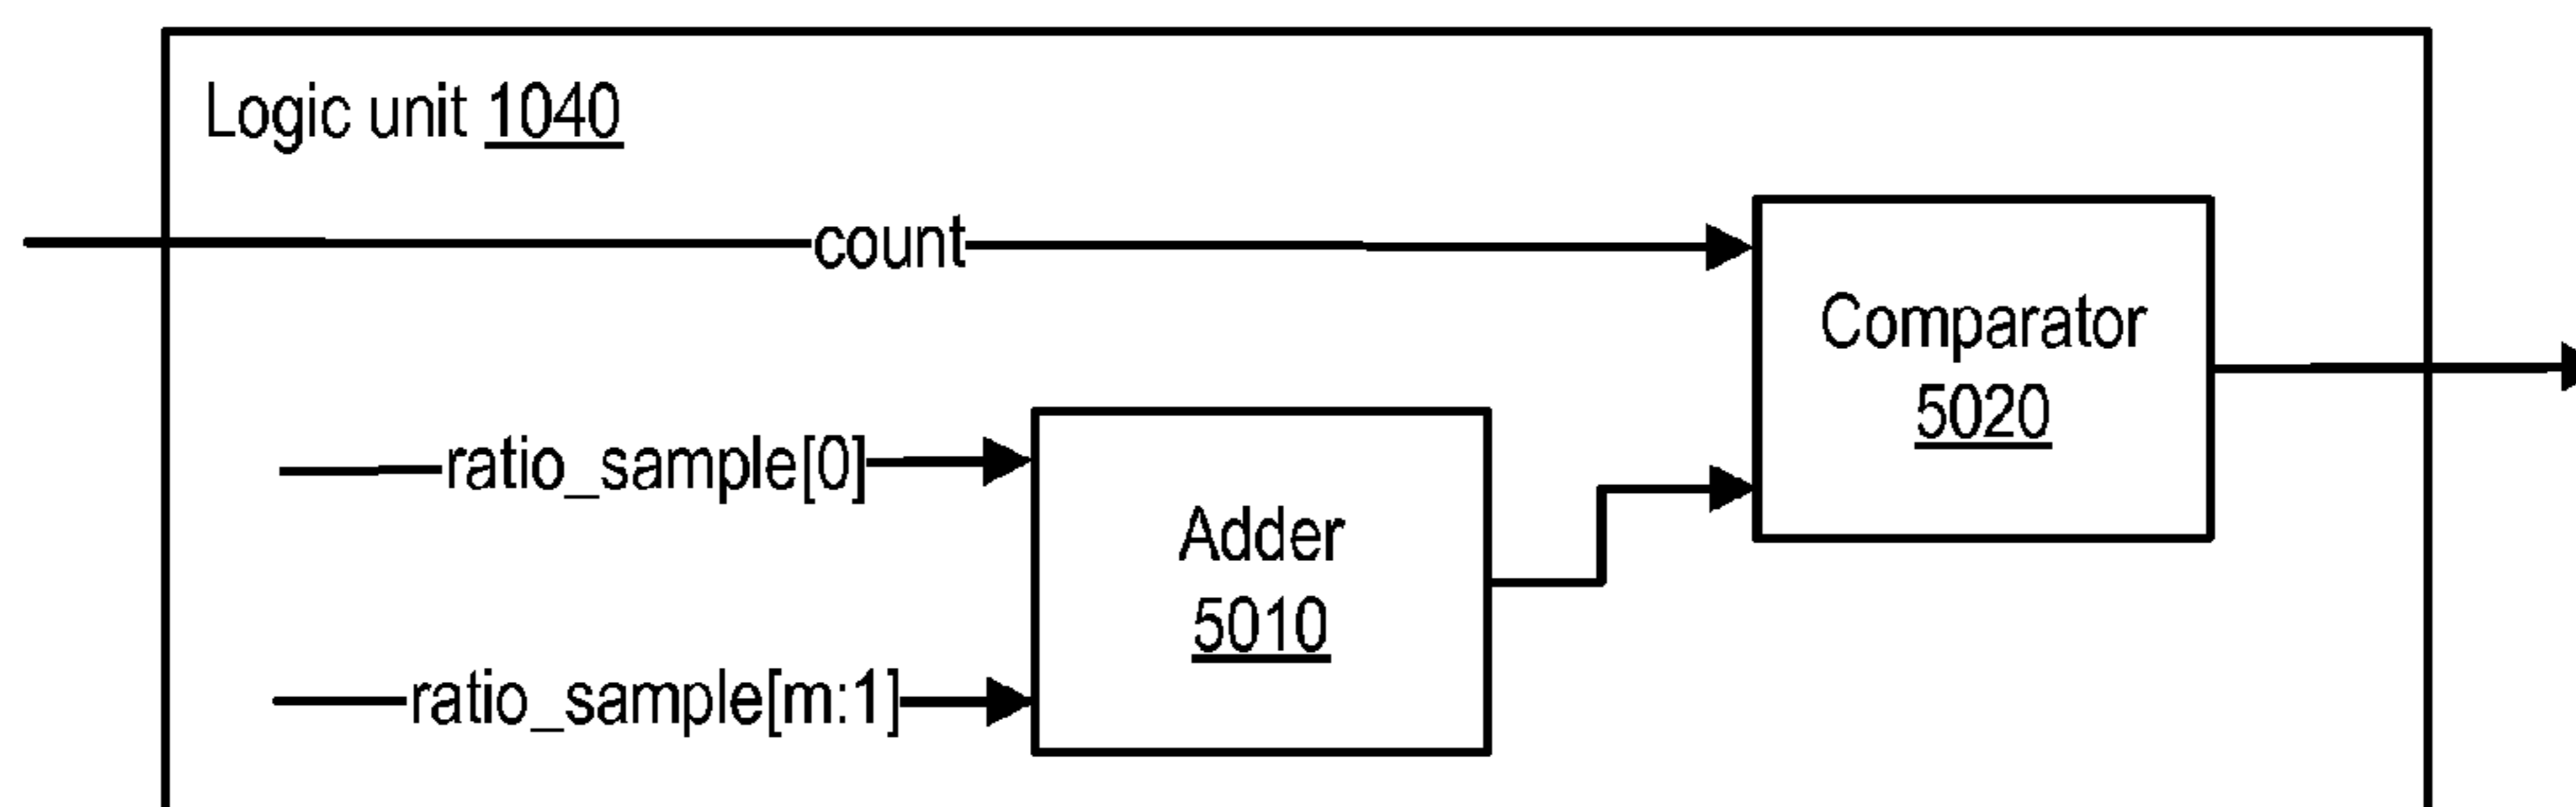 Logic unit 1040
count
Comparator
5020
ratio_sample[0]
Adder
5010
ratio_sample[m:1]